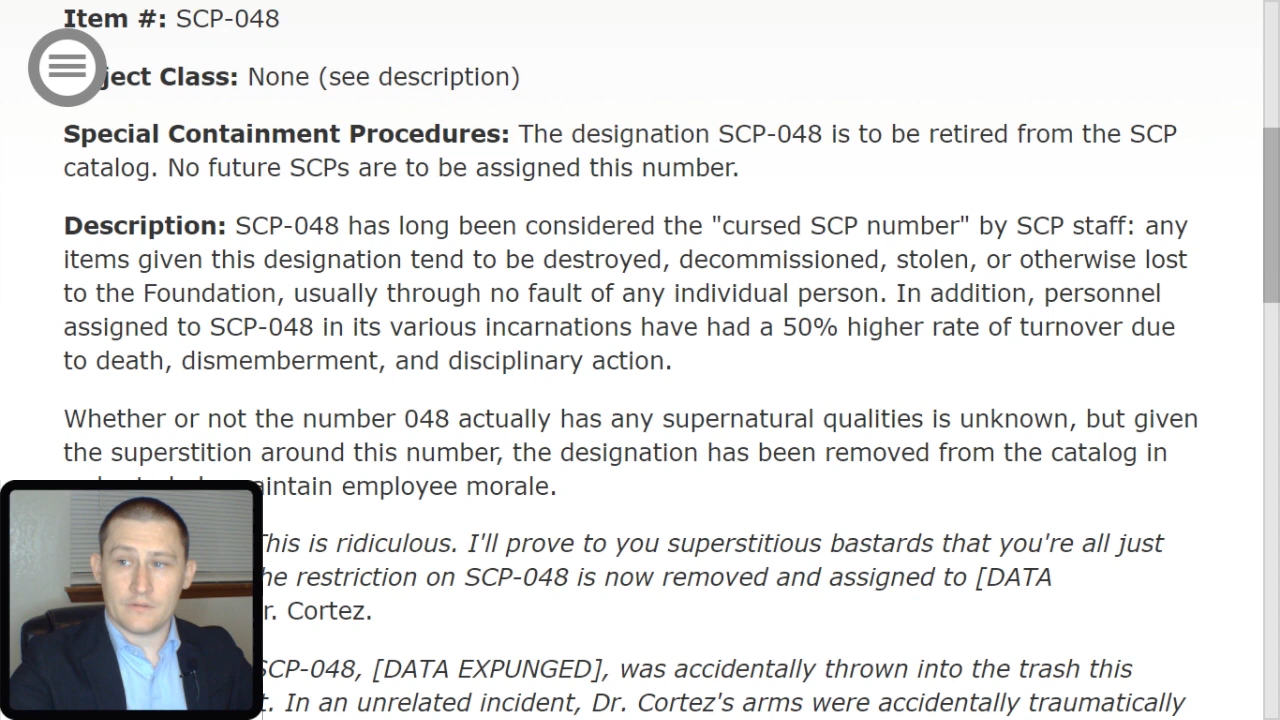 Item #: SCP-048
ject Class: None (see description)
Special Containment Procedures: The designation SCP-048 is to be retired from the SCP
catalog. No future SCPs are to be assigned this number.
Description: SCP-048 has long been considered the "cursed SCP number" by SCP staff: any
items given this designation tend to be destroyed, decommissioned, stolen, or otherwise lost
to the Foundation, usually through no fault of any individual person. In addition, personnel
assigned to SCP-048 in its various incarnations have had a 50% higher rate of turnover due
to death, dismemberment, and disciplinary action.
Whether or not the number 048 actually has any supernatural qualities is unknown, but given
the superstition around this number, the designation has been removed from the catalog in
aintain employee morale.
This is ridiculous. I'll prove to you superstitious bastards that you're all just
he restriction on SCP-048 is now removed and assigned to [DATA
r. Cortez.
SCP-048, [DATA EXPUNGED], was accidentally thrown into the trash this
t. In an unrelated incident, Dr. Cortez's arms were accidentally traumatically